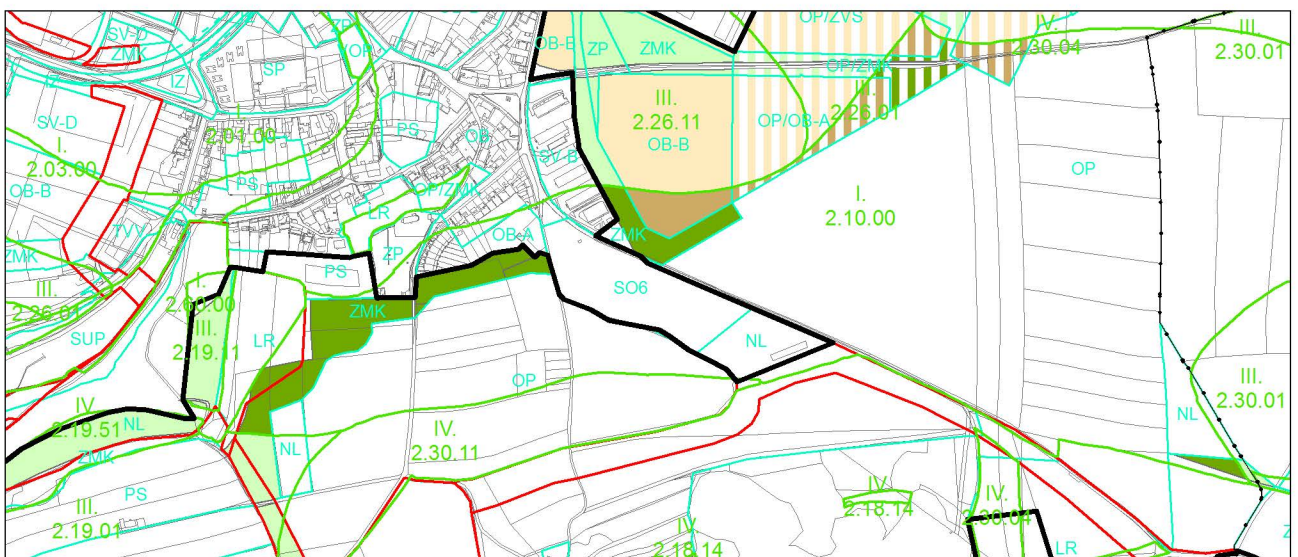 OP/ZVS
IV.
2.30.04
III.
2.30.01
SV-D
ZMK
ZP
OP
OB-B
ZP
ZMK
IZ
IZ
SP
OP/ZMK
SV-D
I.
2.03.00
I.
2.01.00
PS
OB
SV-B
III.
2.26.11
OB-B
OP/OB-A
III.
2.26.01
OP
OB-B
PS
OP/ZMK
LR
I.
2.10.00
TVV
ZMK
ZP
OB-A
ZMK
III.
2.26.01
I.
2.60.00
PS
SO6
SUP
III.
2.19.11
LR
ZMK
NL
OP
III.
2.30.01
IV.
2.19.51
NL
ZMK
NL
IV.
2.30.11
NL
PS
III.
2.19.01
IV.
2.18.14
IV.
2.30.04
IV.
2.18.14
LR